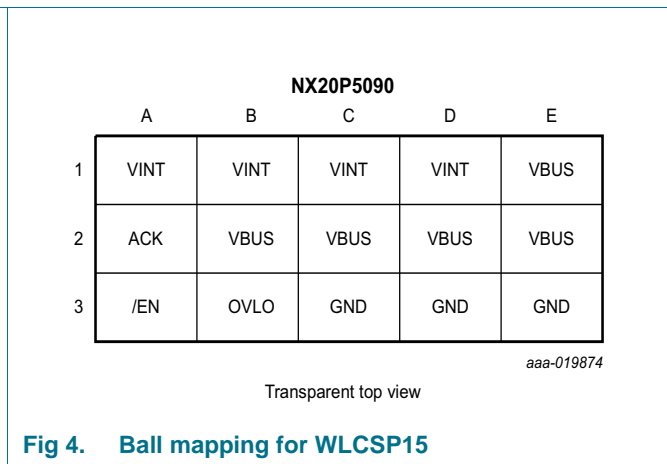 NX20P5090
A B C D E
1 VINT VINT VINT VINT VBUS
2 ACK VBUS VBUS VBUS VBUS
3 /EN OVLO GND GND GND
aaa-019874
Transparent top view
Fig 4. Ball mapping for WLCSP15